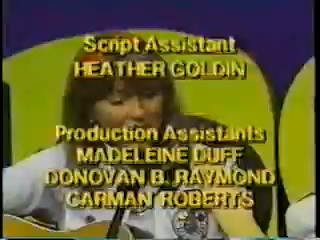 Script Assistant
HEATHER GOLDIN
Production Assistants
MADELEINE DUFF
DONOVAN B. RAYMOND
CARMAN ROBERTS